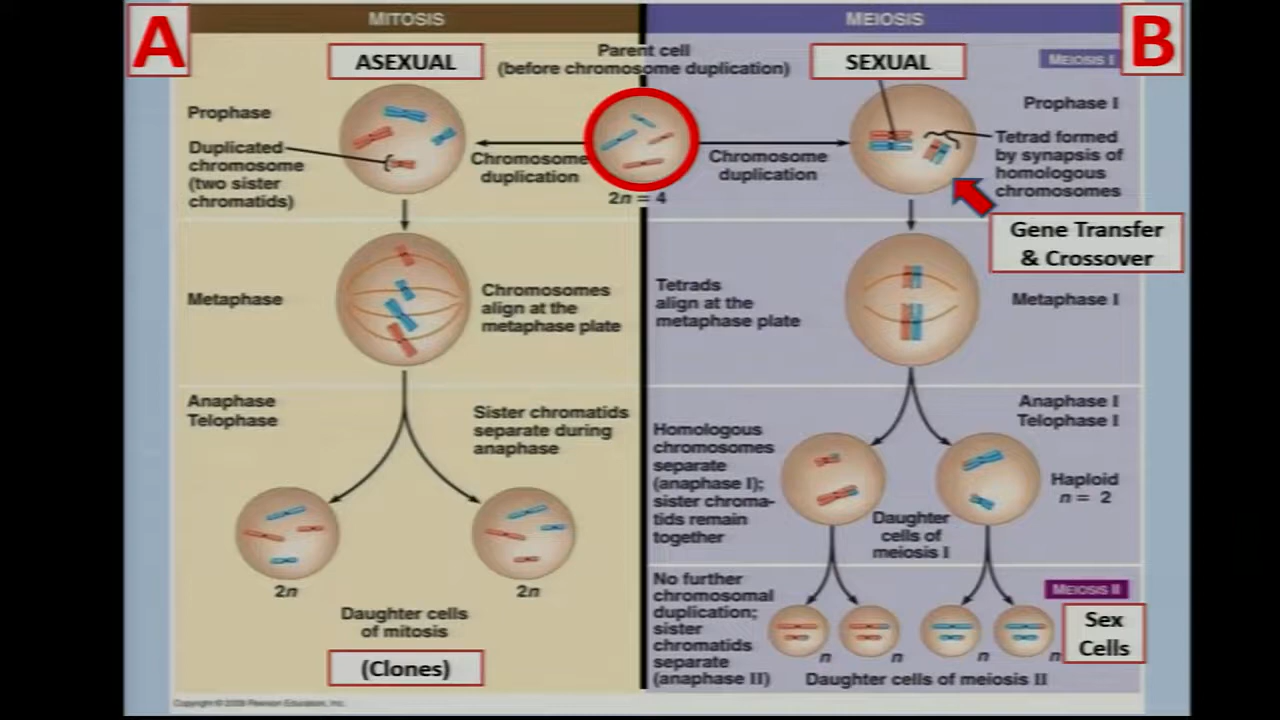 A
MITOSIS
MEIOSIS
B
ASEXUAL
Parent cell
(before chromosome duplication)
SEXUAL
MEIOSIS I
Prophase
Duplicated
chromosome
(two sister
chromatids)
Chromosome
duplication
2n = 4
Chromosome
duplication
Prophase I
Tetrad formed
by synapsis of
homologous
chromosomes
Gene Transfer
& Crossover
Metaphase
Chromosomes
align at the
metaphase plate
Tetrads
align at the
metaphase plate
Metaphase I
Anaphase
Telophase
Sister chromatids
separate during
anaphase
Homologous
chromosomes
separate
(anaphase I);
sister chroma-
tids remain
together
Anaphase I
Telophase I
Haploid
n = 2
Daughter
cells of
meiosis I
2n
2n
Daughter cells
of mitosis
(Clones)
No further
chromosomal
duplication;
sister
chromatids
separate
(anaphase II)
MEIOSIS II
Sex
Cells
n
n
n
n
Daughter cells of meiosis II
Copyright © 2008 Pearson Education, Inc.